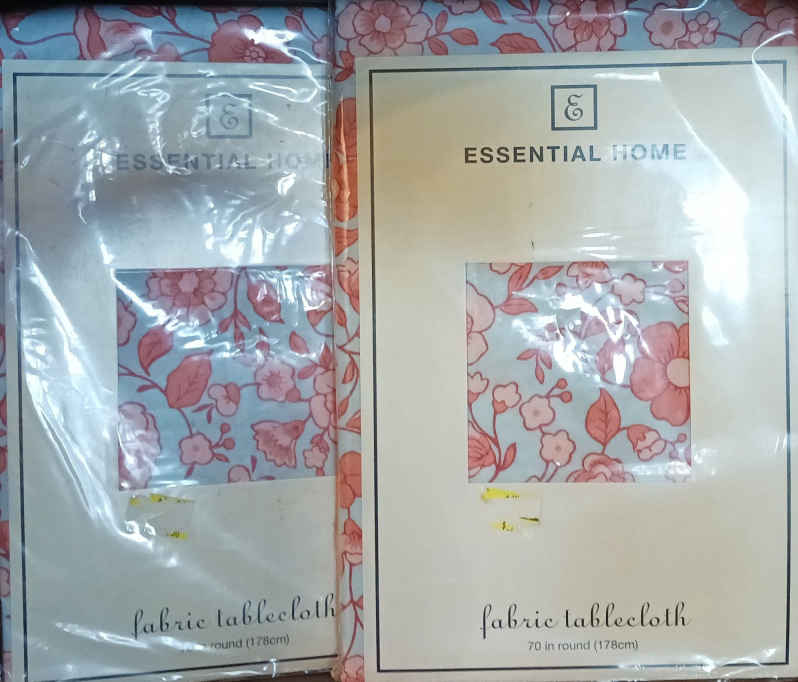 E
ESSENTIAL HOME
fabric tablecloth
round (178cm)
E
ESSENTIAL HOME
fabric tablecloth
70 in round (178cm)